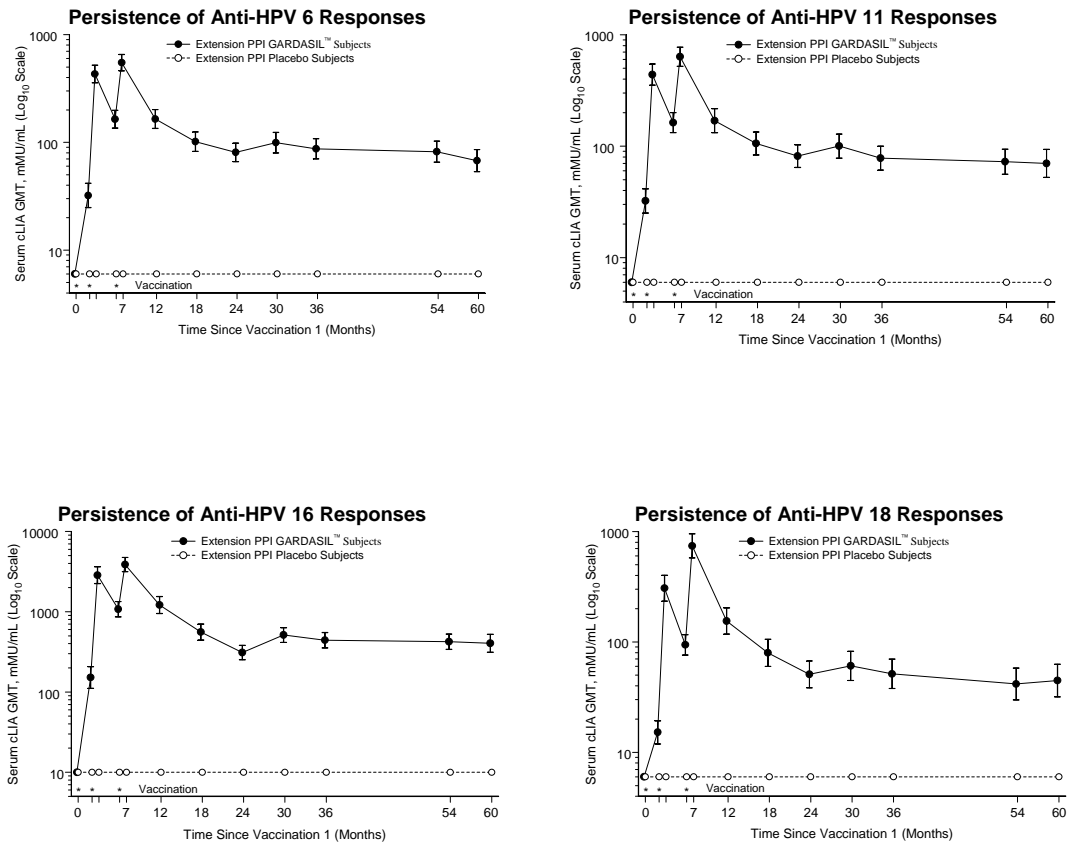 Persistence of Anti-HPV 6 Responses
Extension PPI GARDASIL™ Subjects
Extension PPI Placebo Subjects
Serum cLIA GMT, mMU/mL (Log10 Scale)
1000
100
10
* * * Vaccination
0 7 12 18 24 30 36 54 60
Time Since Vaccination 1 (Months)
Persistence of Anti-HPV 11 Responses
Extension PPI GARDASIL™ Subjects
Extension PPI Placebo Subjects
Serum cLIA GMT, mMU/mL (Log10 Scale)
1000
100
10
* * * Vaccination
0 7 12 18 24 30 36 54 60
Time Since Vaccination 1 (Months)
Persistence of Anti-HPV 16 Responses
Extension PPI GARDASIL™ Subjects
Extension PPI Placebo Subjects
Serum cLIA GMT, mMU/mL (Log10 Scale)
10000
1000
100
10
* * * Vaccination
0 7 12 18 24 30 36 54 60
Time Since Vaccination 1 (Months)
Persistence of Anti-HPV 18 Responses
Extension PPI GARDASIL™ Subjects
Extension PPI Placebo Subjects
Serum cLIA GMT, mMU/mL (Log10 Scale)
1000
100
10
* * * Vaccination
0 7 12 18 24 30 36 54 60
Time Since Vaccination 1 (Months)